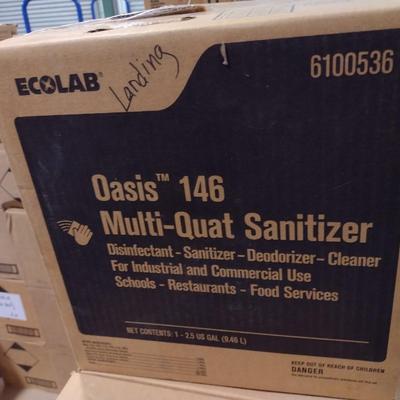 ECOLAB®
Landing
6100536
Oasis™ 146
Multi-Quat Sanitizer
Disinfectant - Sanitizer - Deodorizer - Cleaner
For Industrial and Commercial Use
Schools - Restaurants - Food Services
NET CONTENTS: 1 - 2.5 US GAL (9.46 L)
KEEP OUT OF REACH OF CHILDREN
DANGER